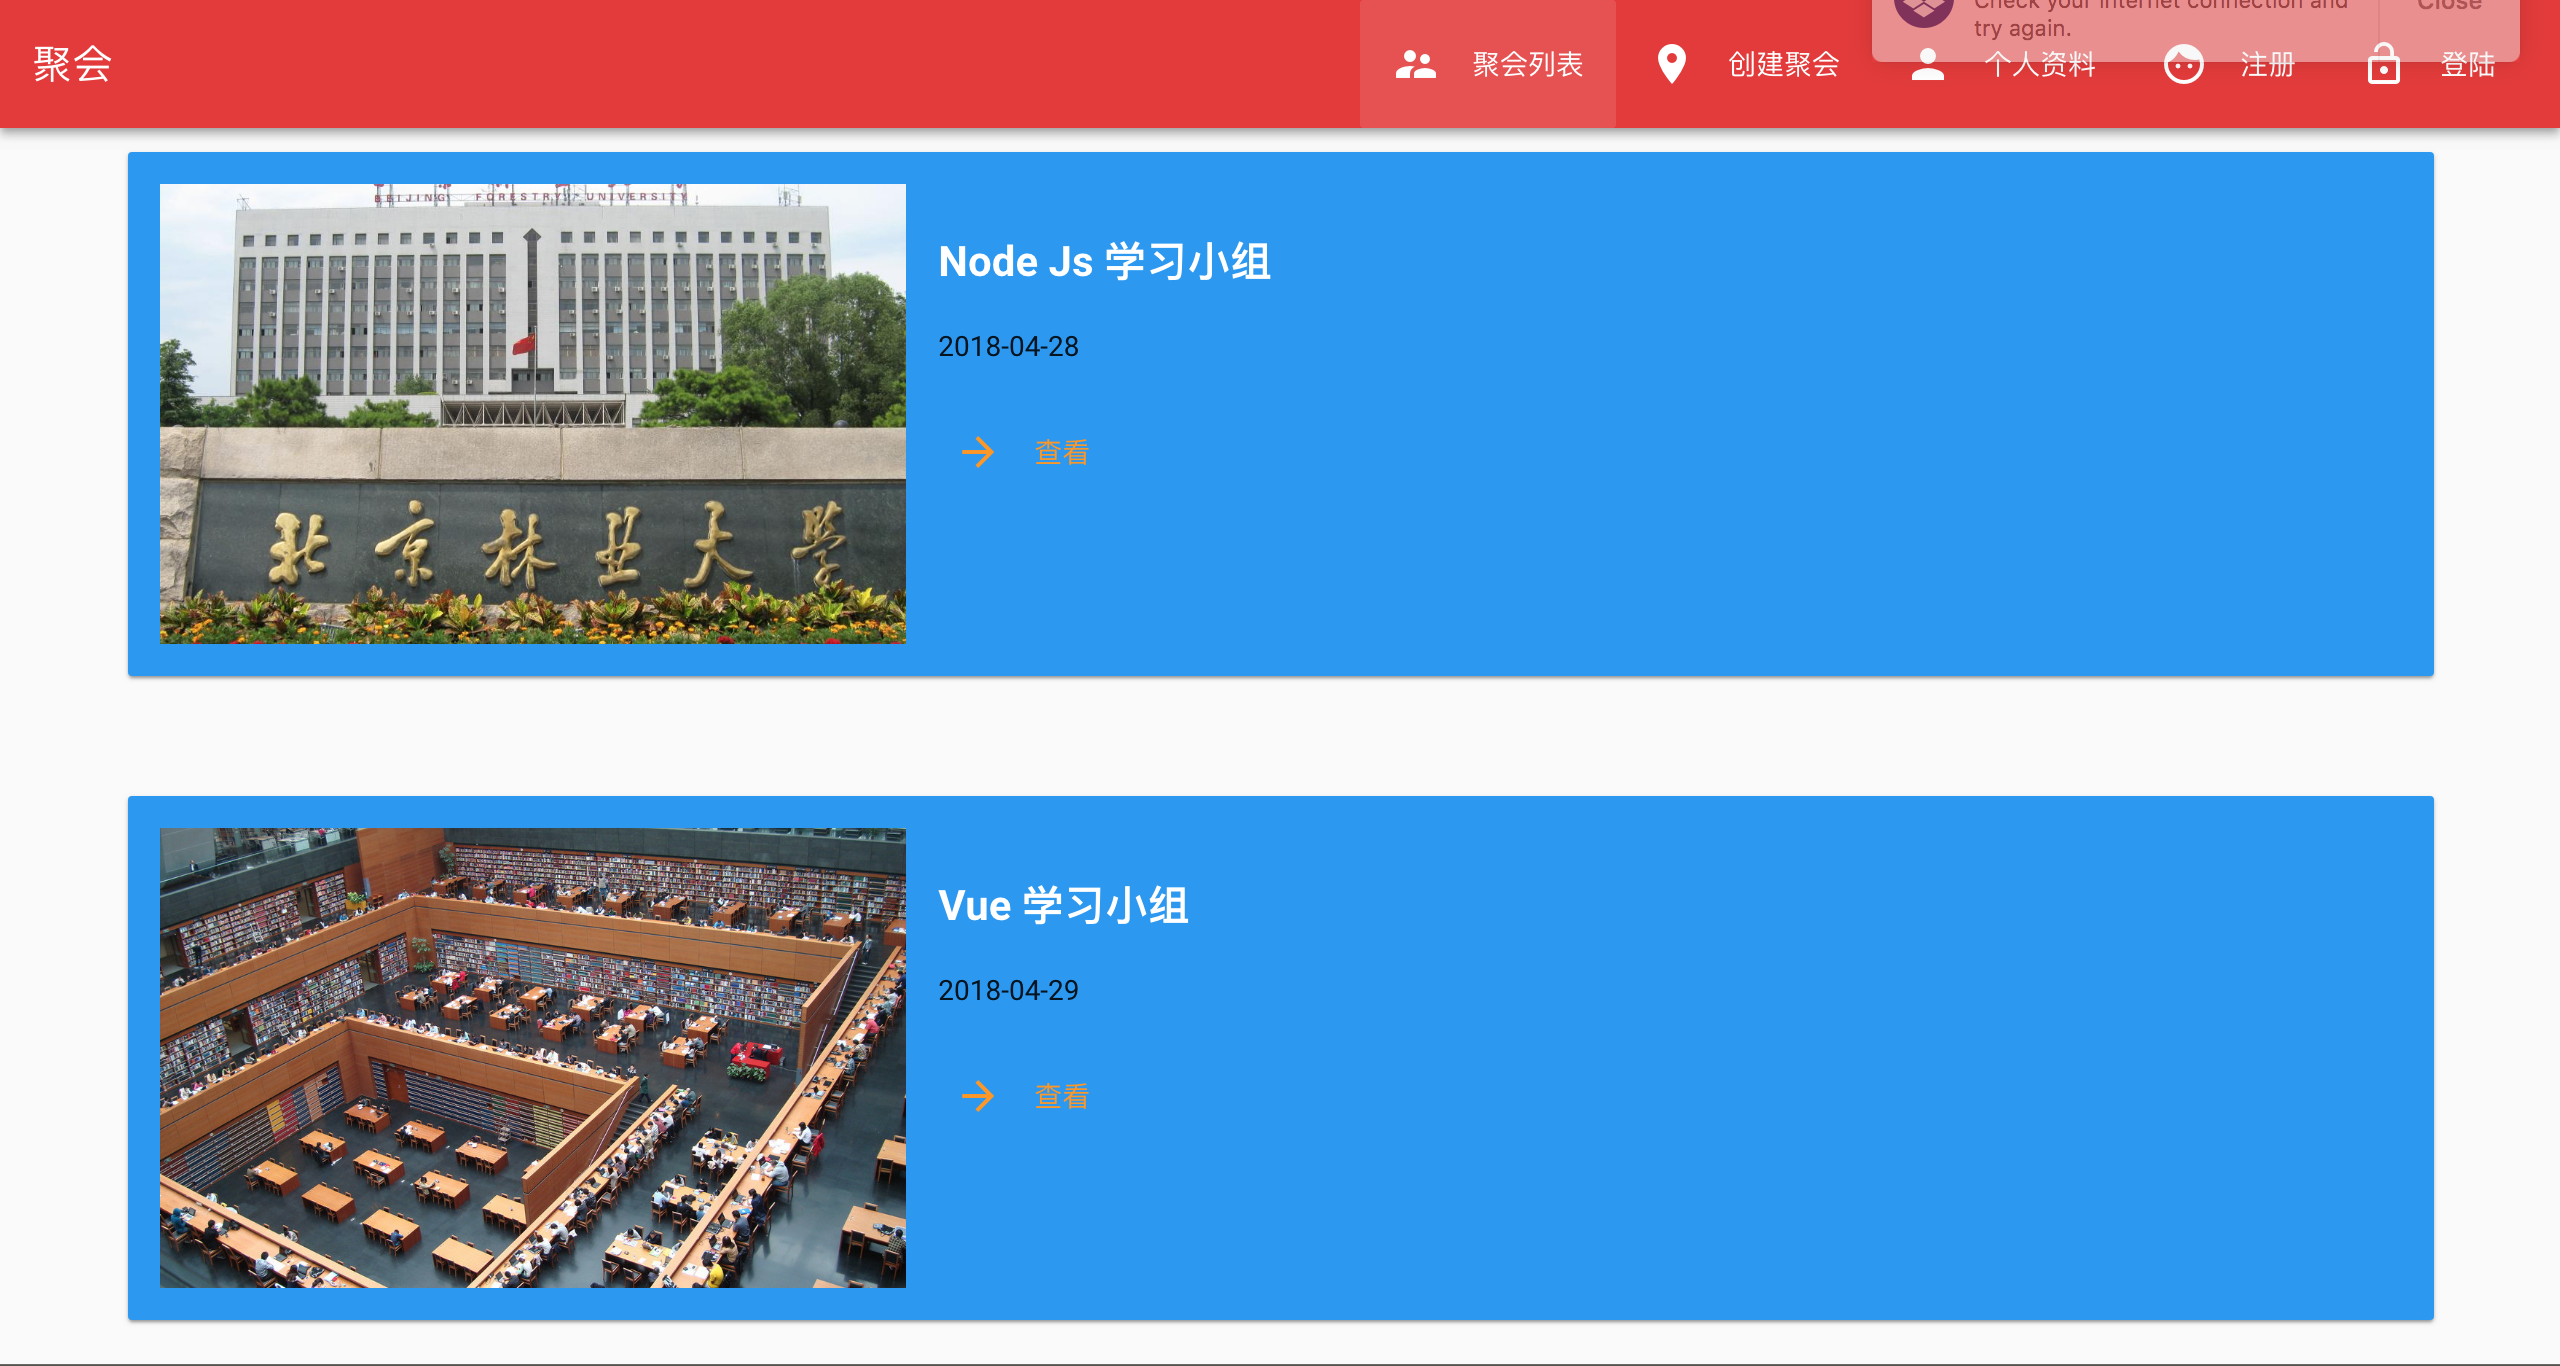 聚会
聚会列表
创建聚会
个人资料
注册
登陆
Check your internet connection and
try again.
Close
BEIJING FORESTRY UNIVERSITY
北京林业大学
Node Js 学习小组
2018-04-28
查看
Vue 学习小组
2018-04-29
查看